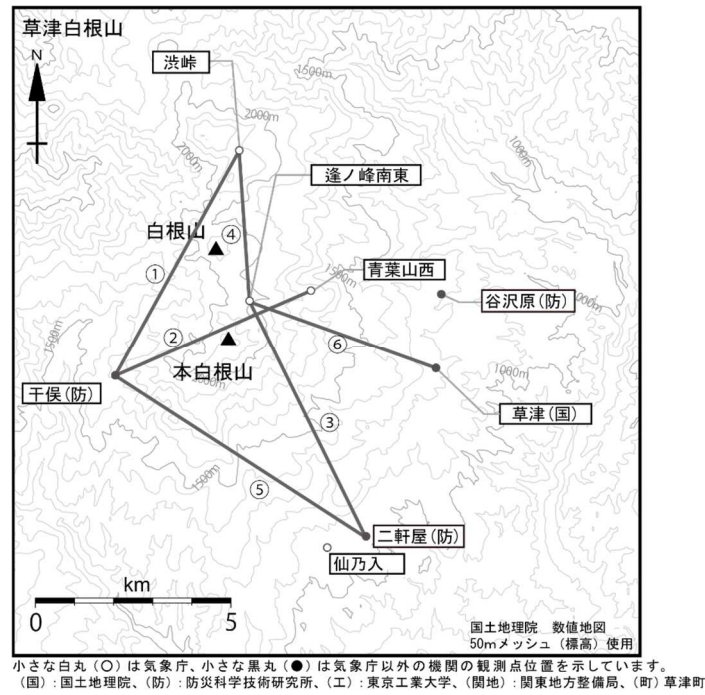 草津白根山
N
渋峠
1500m
2000m
2000m
1000m
逢ノ峰南東
白根山
④
青葉山西
①
1500m
谷沢原(防)
1000m
②
⑥
1500m
本白根山
2000m
1000m
干俣(防)
草津(国)
③
1500m
⑤
二軒屋(防)
仙乃入
km
0 5
国土地理院 数値地図
50mメッシュ(標高)使用
小さな白丸(○)は気象庁、小さな黒丸(●)は気象庁以外の機関の観測点位置を示しています。
(国):国土地理院、(防):防災科学技術研究所、(工):東京工業大学、(関地):関東地方整備局、(町)草津町